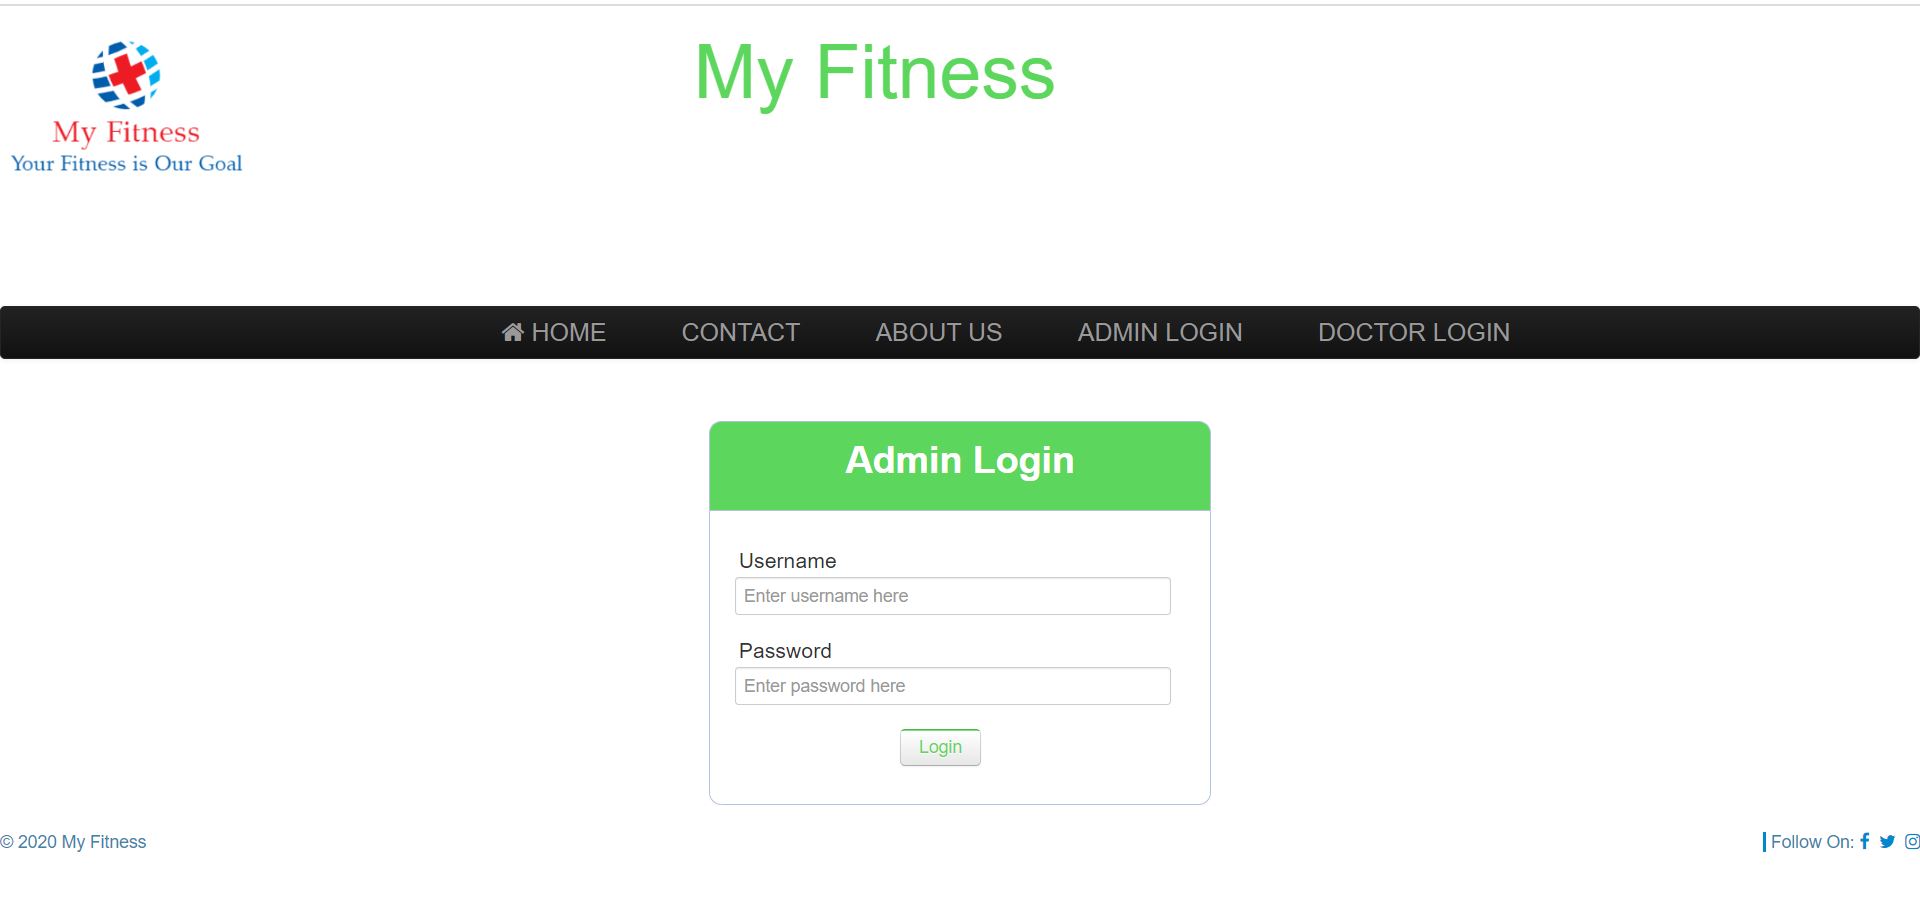 My Fitness
My Fitness
Your Fitness is Our Goal
HOME CONTACT ABOUT US ADMIN LOGIN DOCTOR LOGIN
Admin Login
Username
Enter username here
Password
Enter password here
Login
© 2020 My Fitness
Follow On: